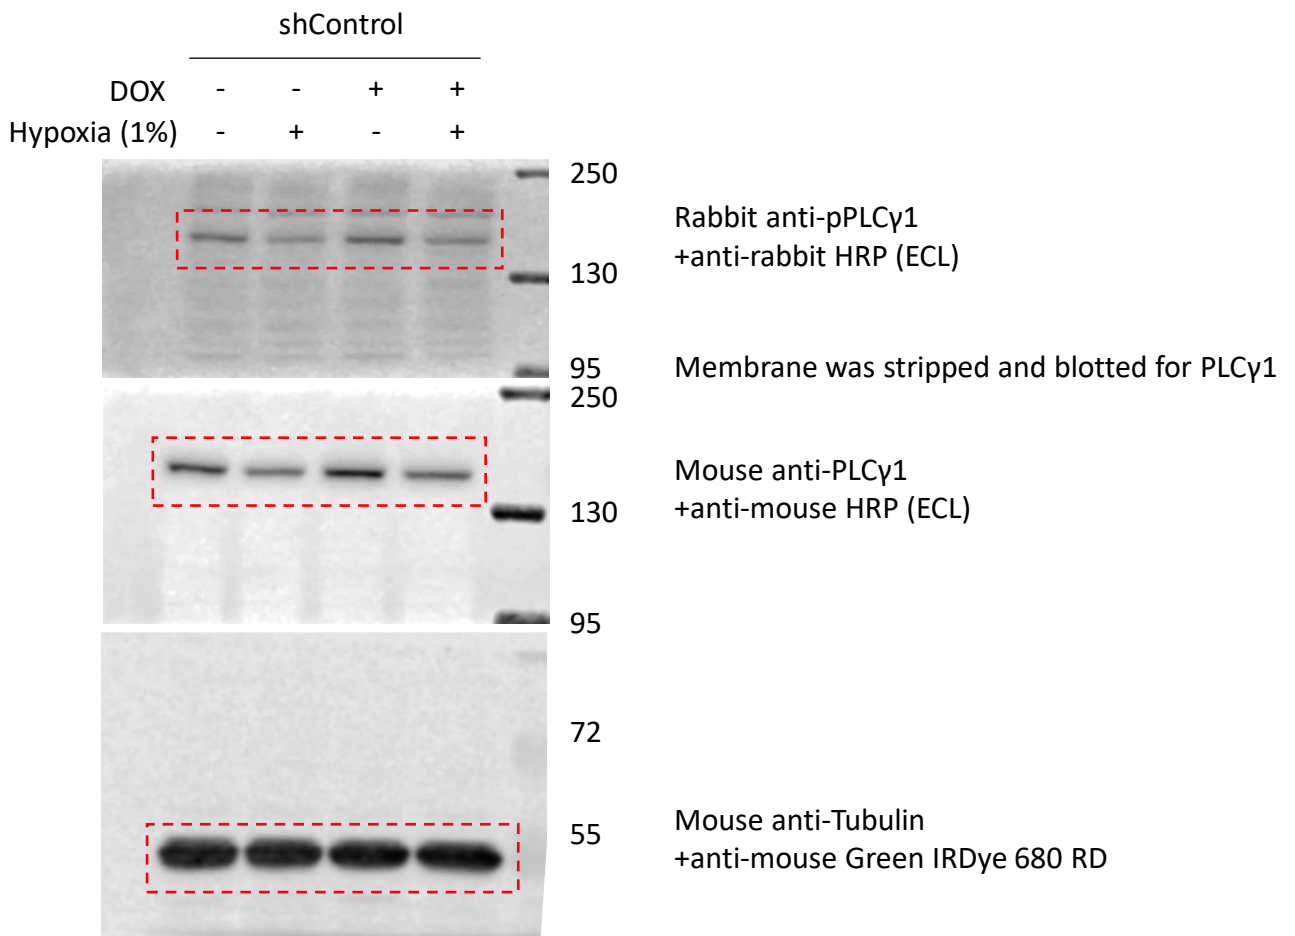 shControl
DOX - - + +
Hypoxia (1%) - + - +
250
Rabbit anti-pPLCγ1
+anti-rabbit HRP (ECL)
130
95
Membrane was stripped and blotted for PLCγ1
250
Mouse anti-PLCγ1
+anti-mouse HRP (ECL)
130
95
72
55
Mouse anti-Tubulin
+anti-mouse Green IRDye 680 RD